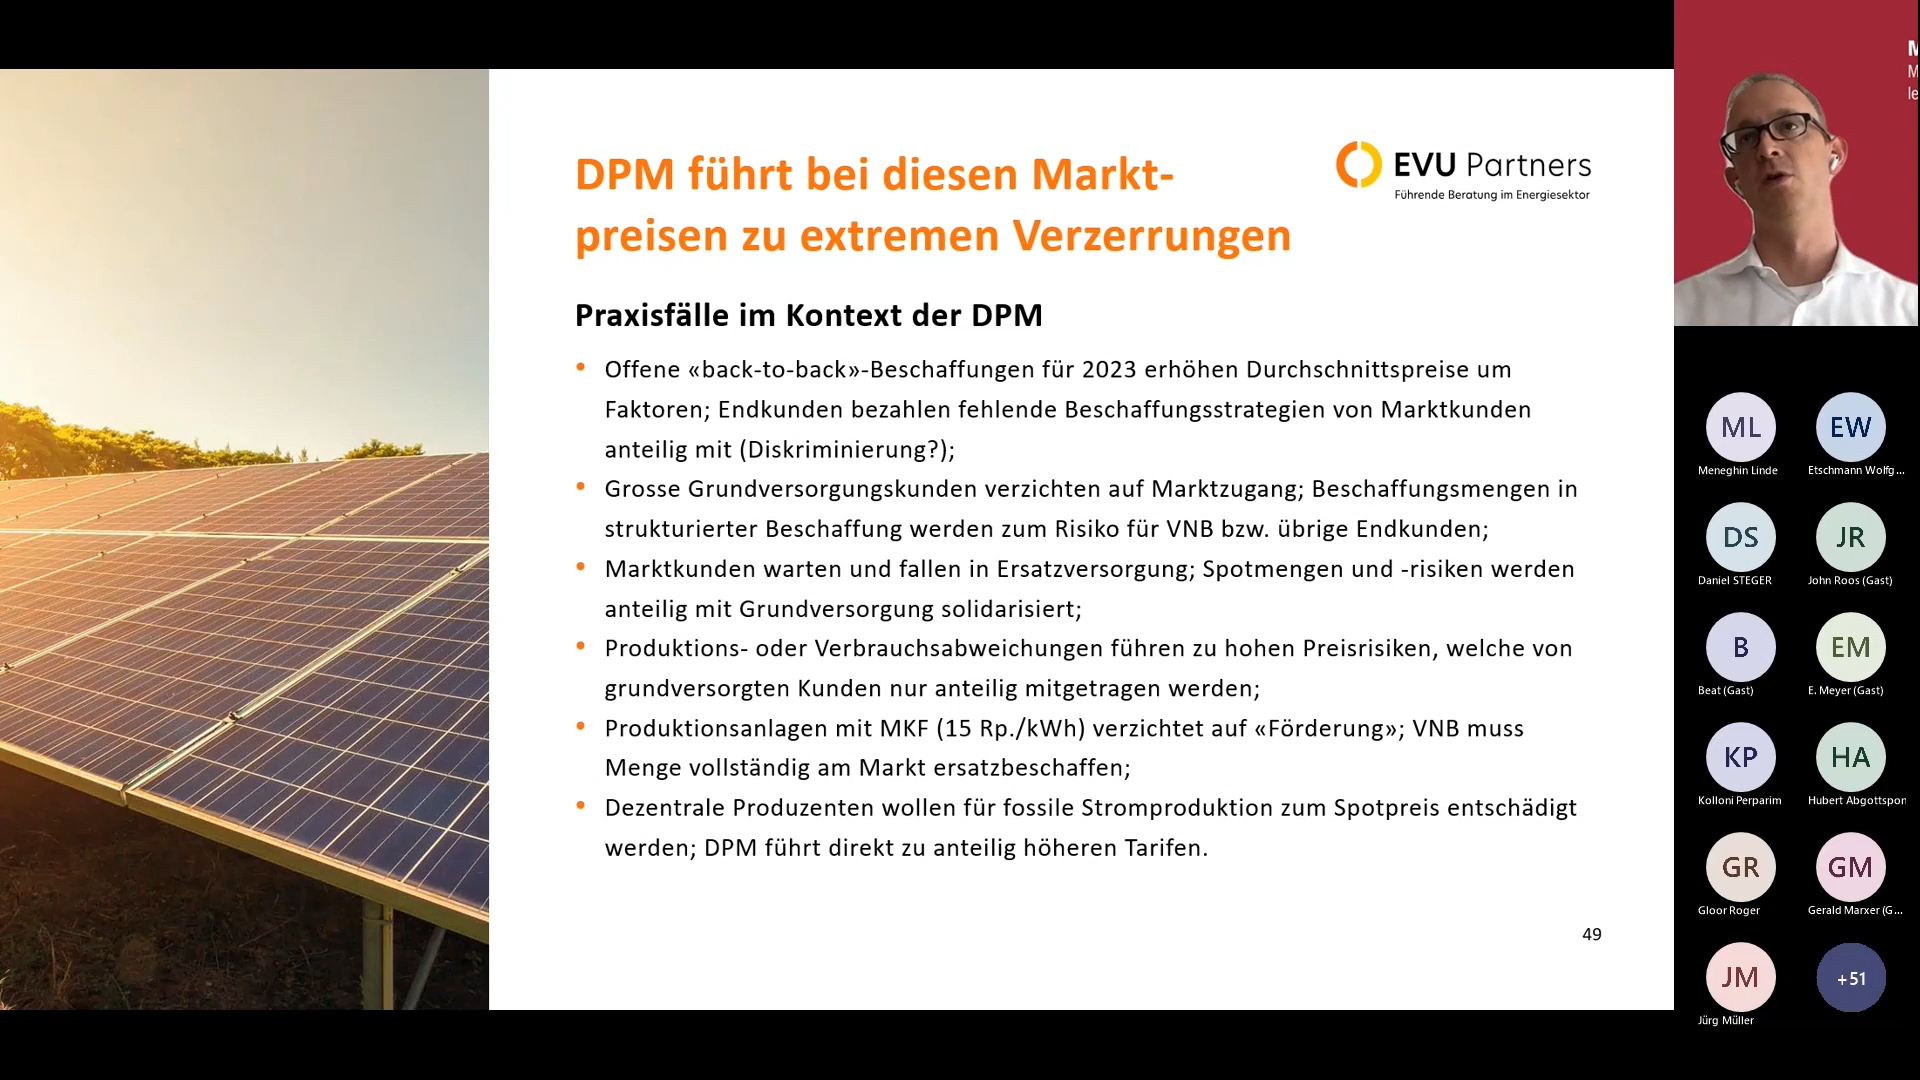 DPM führt bei diesen Markt-
preisen zu extremen Verzerrungen
EVU Partners
Führende Beratung im Energiesektor
Praxisfälle im Kontext der DPM
• Offene «back-to-back»-Beschaffungen für 2023 erhöhen Durchschnittspreise um
Faktoren; Endkunden bezahlen fehlende Beschaffungsstrategien von Marktkunden
anteilig mit (Diskriminierung?);
• Grosse Grundversorgungskunden verzichten auf Marktzugang; Beschaffungsmengen in
strukturierter Beschaffung werden zum Risiko für VNB bzw. übrige Endkunden;
• Marktkunden warten und fallen in Ersatzversorgung; Spotmengen und -risiken werden
anteilig mit Grundversorgung solidarisiert;
• Produktions- oder Verbrauchsabweichungen führen zu hohen Preisrisiken, welche von
grundversorgten Kunden nur anteilig mitgetragen werden;
• Produktionsanlagen mit MKF (15 Rp./kWh) verzichtet auf «Förderung»; VNB muss
Menge vollständig am Markt ersatzbeschaffen;
• Dezentrale Produzenten wollen für fossile Stromproduktion zum Spotpreis entschädigt
werden; DPM führt direkt zu anteilig höheren Tarifen.
49
M
M
le
ML
EW
Meneghin Linde
Etschmann Wolfg...
DS
JR
Daniel STEGER
John Roos (Gast)
B
EM
Beat (Gast)
E. Meyer (Gast)
KP
HA
Kolloni Perparim
Hubert Abgottspon
GR
GM
Gloor Roger
Gerald Marxer (G...
JM
+51
Jürg Müller